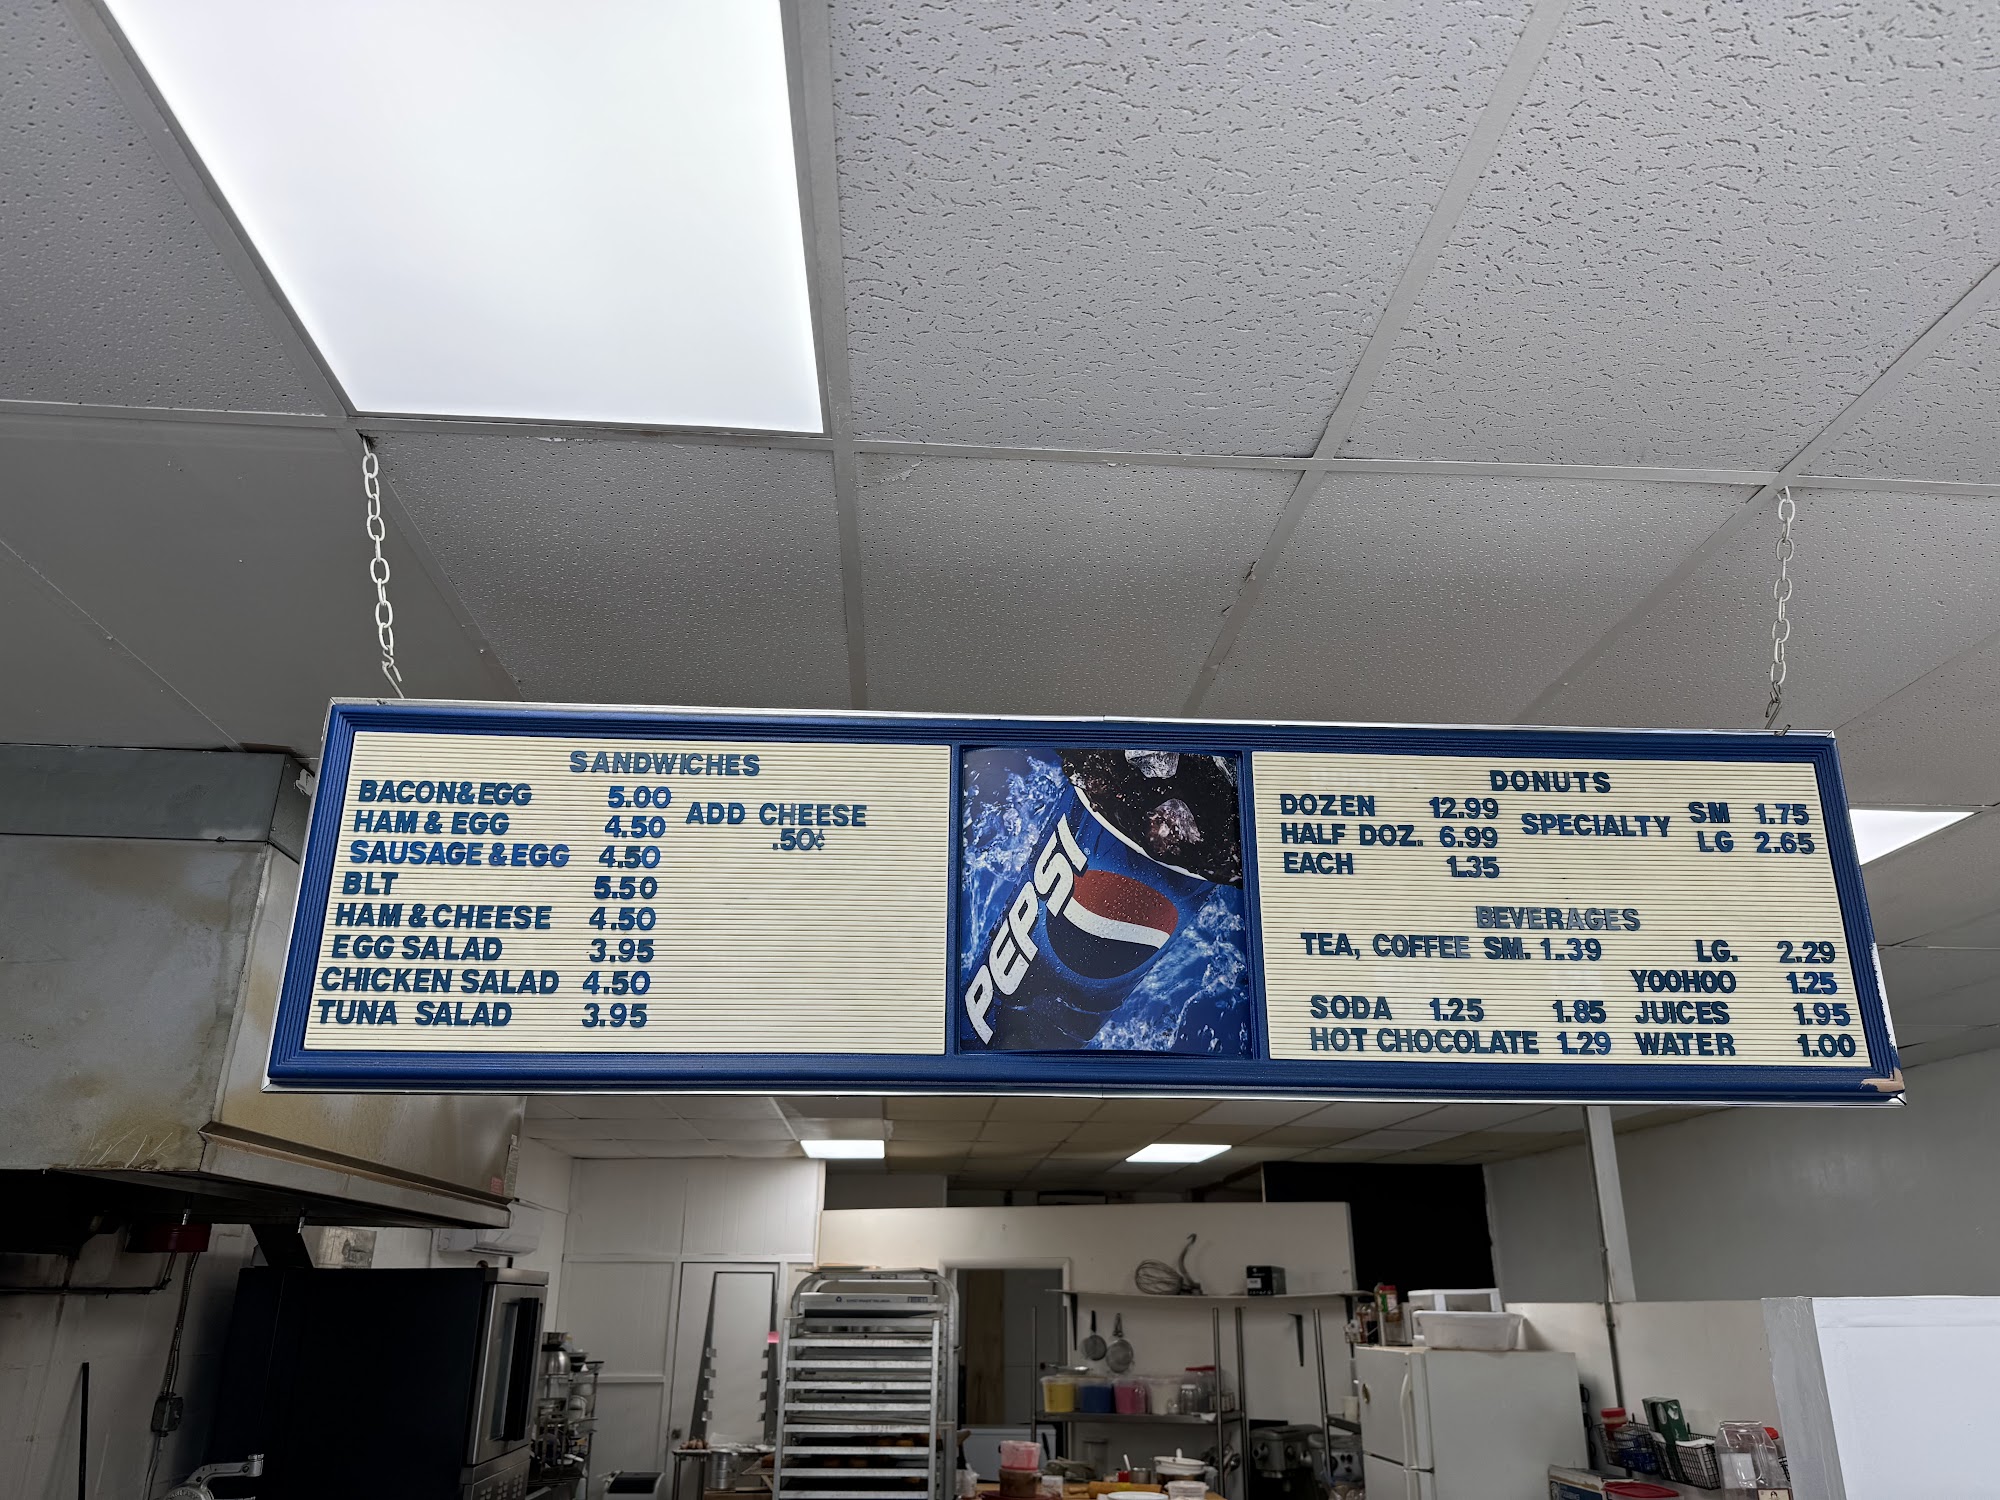 SANDWICHES
BACON&EGG 5.00
HAM & EGG 4.50
SAUSAGE & EGG 4.50
BLT 5.50
HAM & CHEESE 4.50
EGG SALAD 3.95
CHICKEN SALAD 4.50
TUNA SALAD 3.95
ADD CHEESE
.50¢
PEPSI
DONUTS
DOZEN 12.99
HALF DOZ. 6.99
EACH 1.35
SPECIALTY SM 1.75
LG 2.65
BEVERAGES
TEA, COFFEE SM. 1.39 LG. 2.29
YOOHOO 1.25
SODA 1.25 1.85 JUICES 1.95
HOT CHOCOLATE 1.29 WATER 1.00